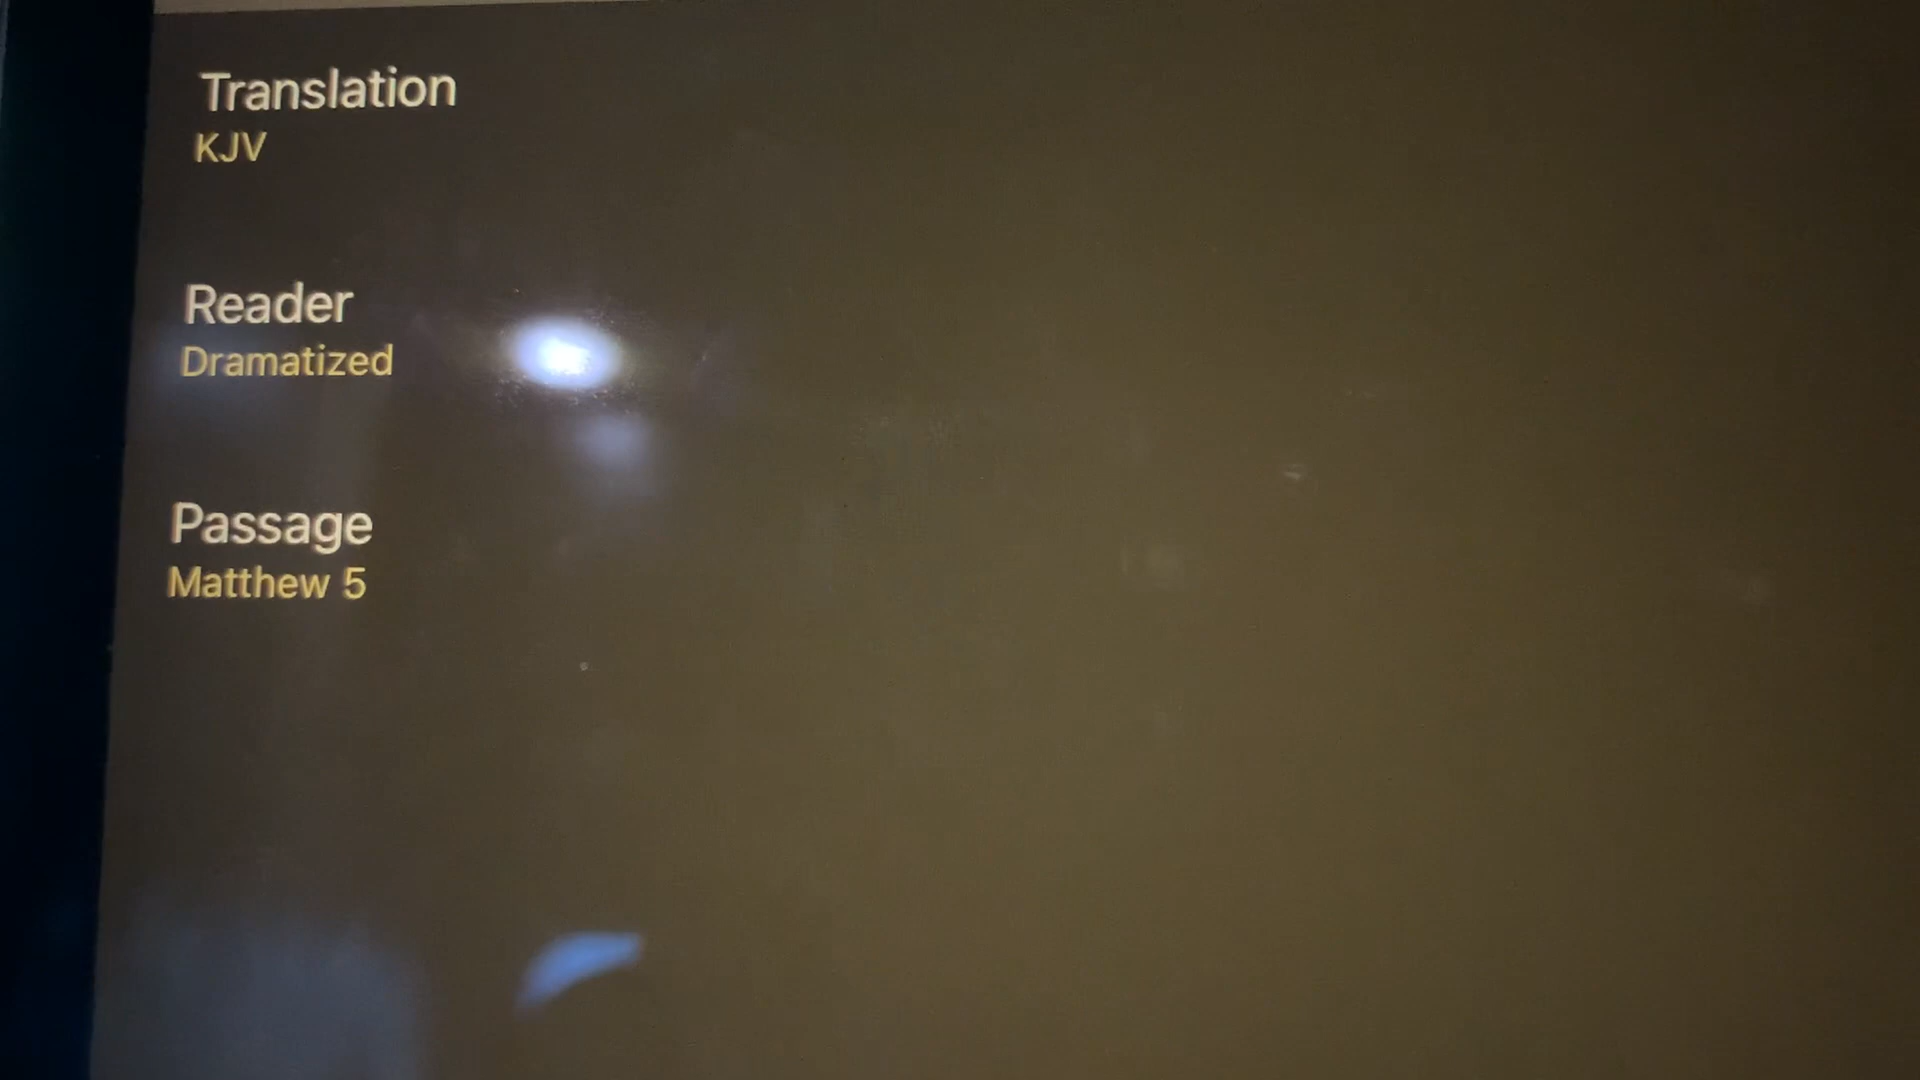 Translation
KJV
Reader
Dramatized
Passage
Matthew 5